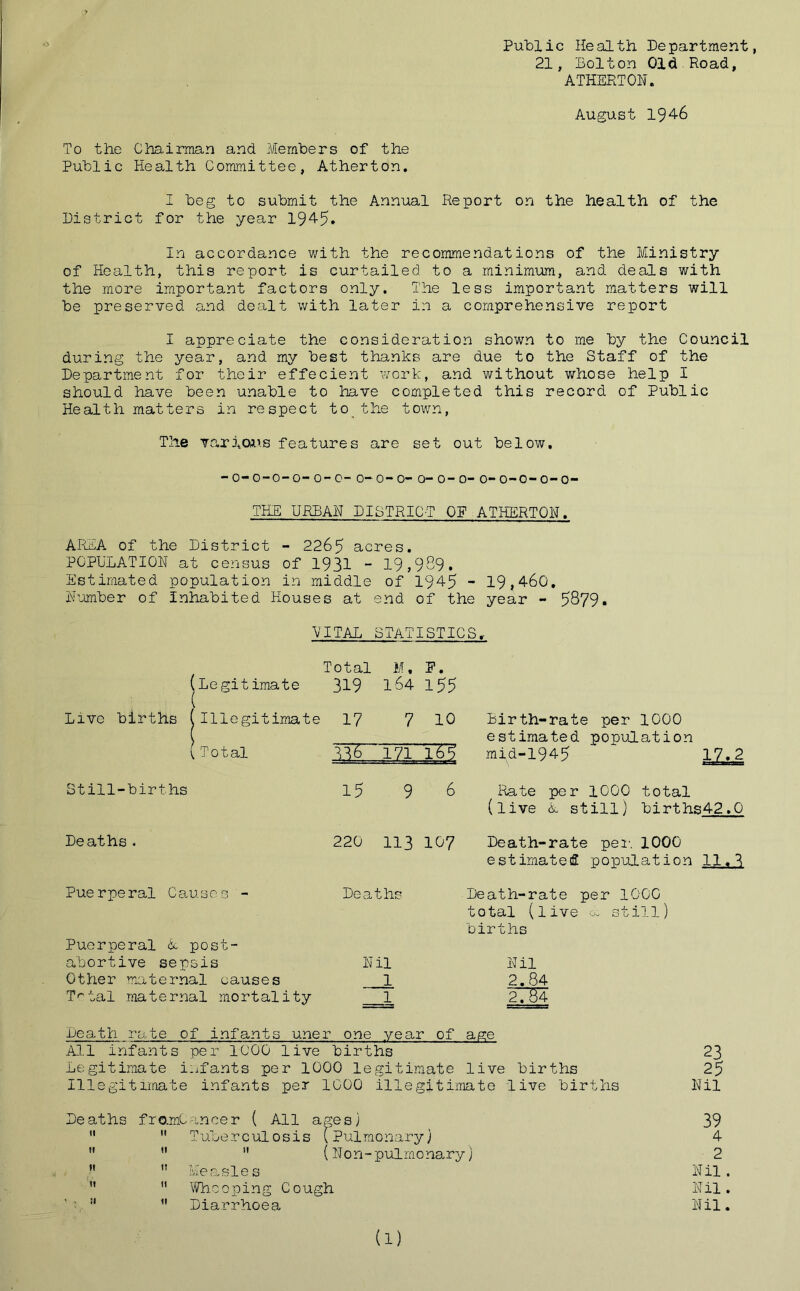 Public Health Department,
21, Bolton Old Road,
ATHERTON.
August 1946
To the Chairman and Members of the
Public Health Committee, Atherton.
I beg to submit the Annual Report on the health of the
District for the year 1945.
In accordance with the recommendations of the Ministry
of Health, this report is curtailed to a minimum, and deals with
the more important factors only. The less important matters will
be preserved and dealt with later in a comprehensive report
I appreciate the consideration shown to me by the Council
during the year, and my best thanks are due to the Staff of the
Department for their effecient work, and without whose help I
should have been unable to have completed this record of Public
Health matters in respect to the town,
The various features are set out below.
-o-o-o-o-o-o-o-o-o-o-o-o-o-o-o-o-o-
THE URBAN DISTRICT OF ATHERTON.
AREA of the District - 2265 acres.
POPULATION at census of 1931 - 19,989.
Estimated population in middle of 1945 - 19,460.
Number of Inhabited Houses at end of the year - 5879.
VITAL STATISTICS.
Total M. F.
(Legitimate 319 164 155
Live births (Illegitimate 17 7 10 Birth-rate per 1000
estimated population
(Total 336 171 165 mid-1945 17.2
Still-births 15 9 6 Rate per 1000 total
(live & still) births42.0
Deaths. 220 113 107 Death-rate per. 1000
estimated population 11.3
Puerperal Causes - Deaths Death-rate per 1000
total (live & still)
births
Puerperal & post-
abortive sepsis Nil Nil
Other maternal causes 1 2.84
Total maternal mortality 1 2.84
Death rate of infants uner one year of age
All infants per 1000 live births 23
Legitimate infants per 1000 legitimate live births 25
Illegitimate infants per 1000 illegitimate live births Nil
Deaths fromCancer ( All ages) 39
" " Tuberculosis (Pulmonary) 4
" " " (Non-pulmonary) 2
" " Measles Nil.
" " Whooping Cough Nil.
" " Diarrhoea Nil.
(1)